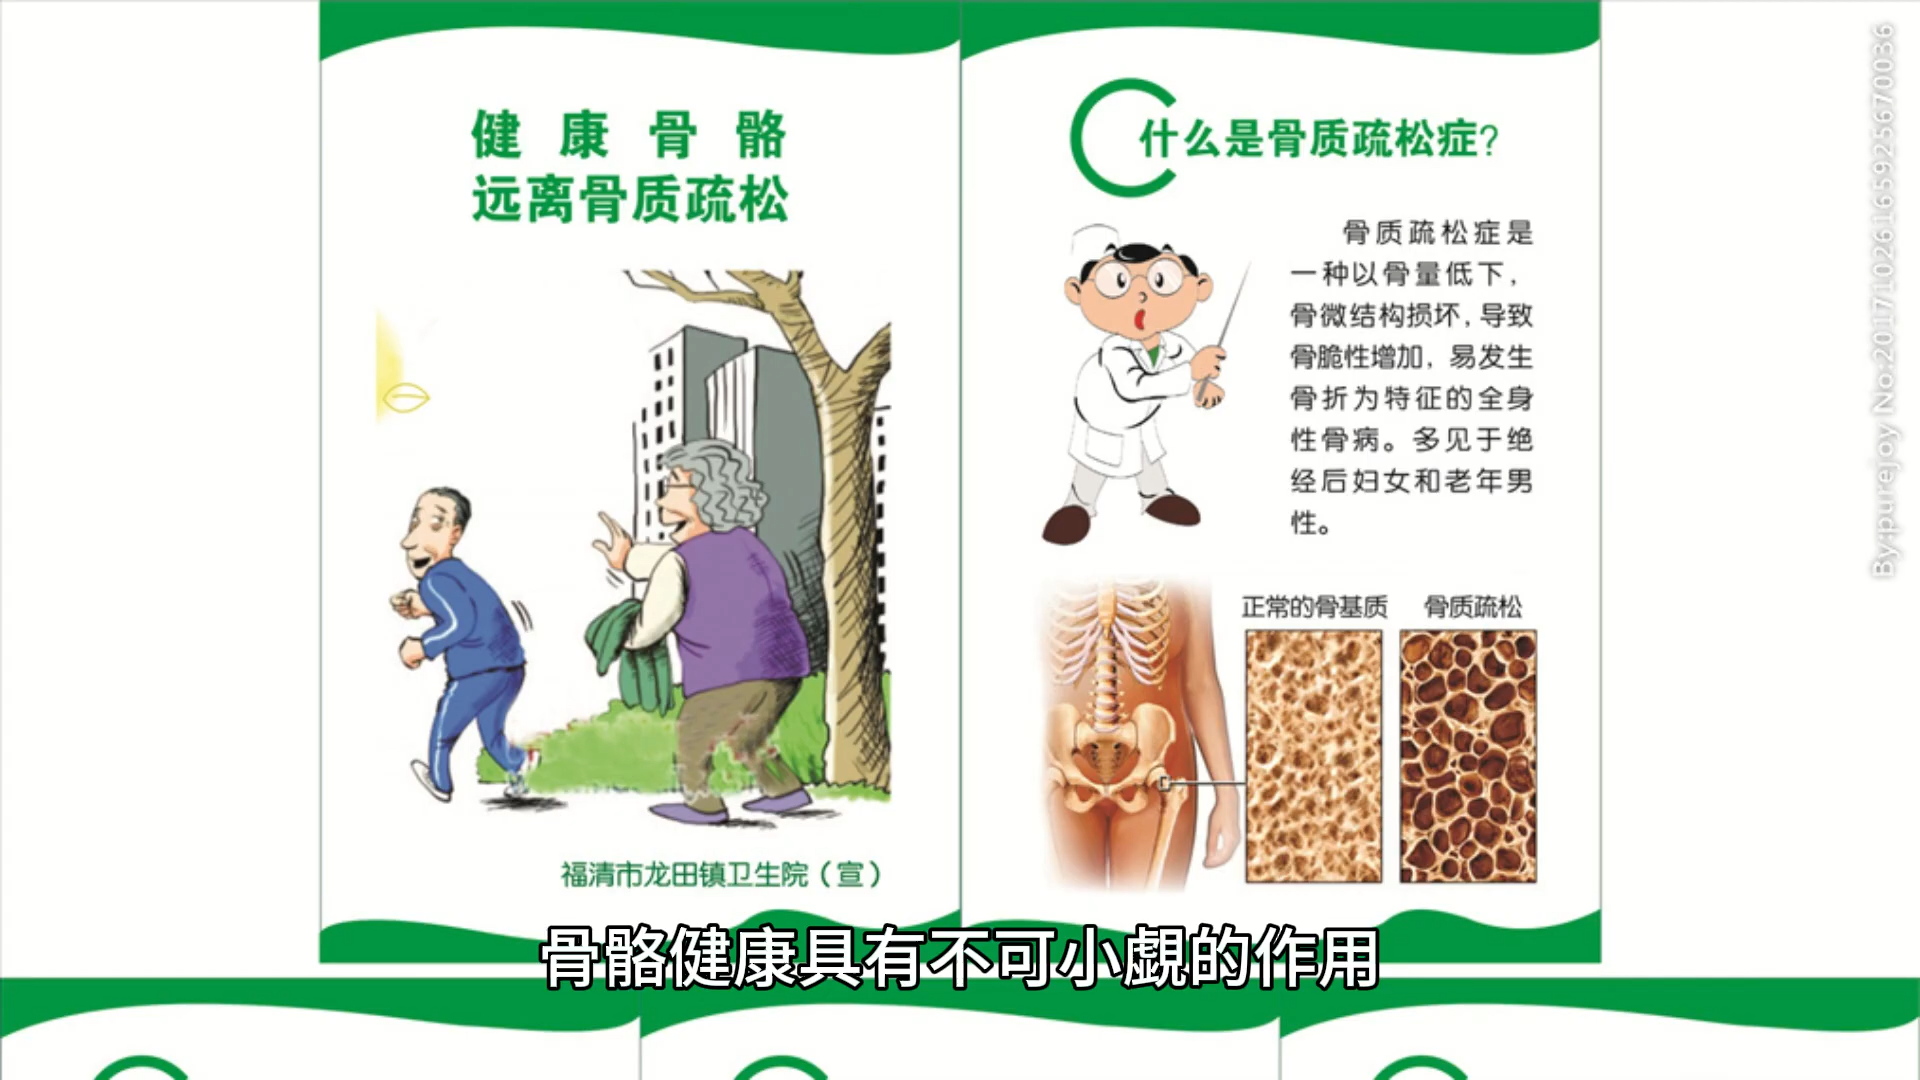 健康骨骼
远离骨质疏松
福清市龙田镇卫生院（宣）
什么是骨质疏松症?
骨质疏松症是
一种以骨量低下，
骨微结构损坏，导致
骨脆性增加，易发生
骨折为特征的全身
性骨病。多见于绝
经后妇女和老年男
性。
正常的骨基质
骨质疏松
骨骼健康具有不可小覷的作用
By:purejoy No:20171026165922567003​6